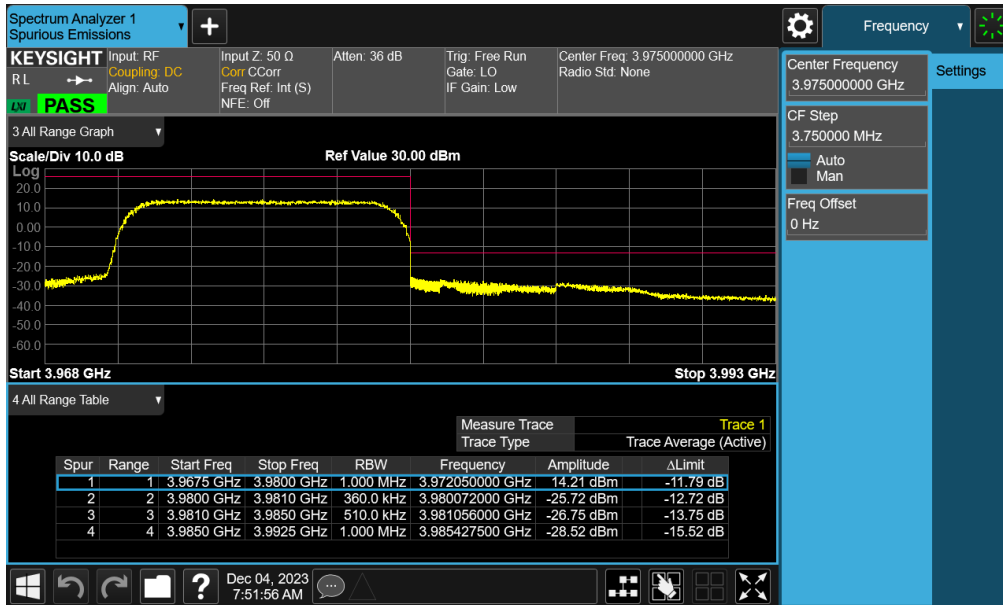 Spectrum Analyzer 1
Spurious Emissions
Frequency
KEYSIGHT
R L
LXI
PASS
Input: RF
Coupling: DC
Align: Auto
Input Z: 50 Ω
Corr CCorr
Freq Ref: Int (S)
NFE: Off
Atten: 36 dB
Trig: Free Run
Gate: LO
IF Gain: Low
Center Freq: 3.975000000 GHz
Radio Std: None
Center Frequency
3.975000000 GHz
Settings
CF Step
3.750000 MHz
Auto
Man
Freq Offset
0 Hz
3 All Range Graph
Scale/Div 10.0 dB
Ref Value 30.00 dBm
Log
20.0
10.0
0.00
-10.0
-20.0
-30.0
-40.0
-50.0
-60.0
Start 3.968 GHz
Stop 3.993 GHz
4 All Range Table
Measure Trace Trace 1
Trace Type Trace Average (Active)
Spur Range Start Freq Stop Freq RBW Frequency Amplitude ΔLimit
1 1 3.9675 GHz 3.9800 GHz 1.000 MHz 3.972050000 GHz 14.21 dBm -11.79 dB
2 2 3.9800 GHz 3.9810 GHz 360.0 kHz 3.980072000 GHz -25.72 dBm -12.72 dB
3 3 3.9810 GHz 3.9850 GHz 510.0 kHz 3.981056000 GHz -26.75 dBm -13.75 dB
4 4 3.9850 GHz 3.9925 GHz 1.000 MHz 3.985427500 GHz -28.52 dBm -15.52 dB
?
Dec 04, 2023
7:51:56 AM